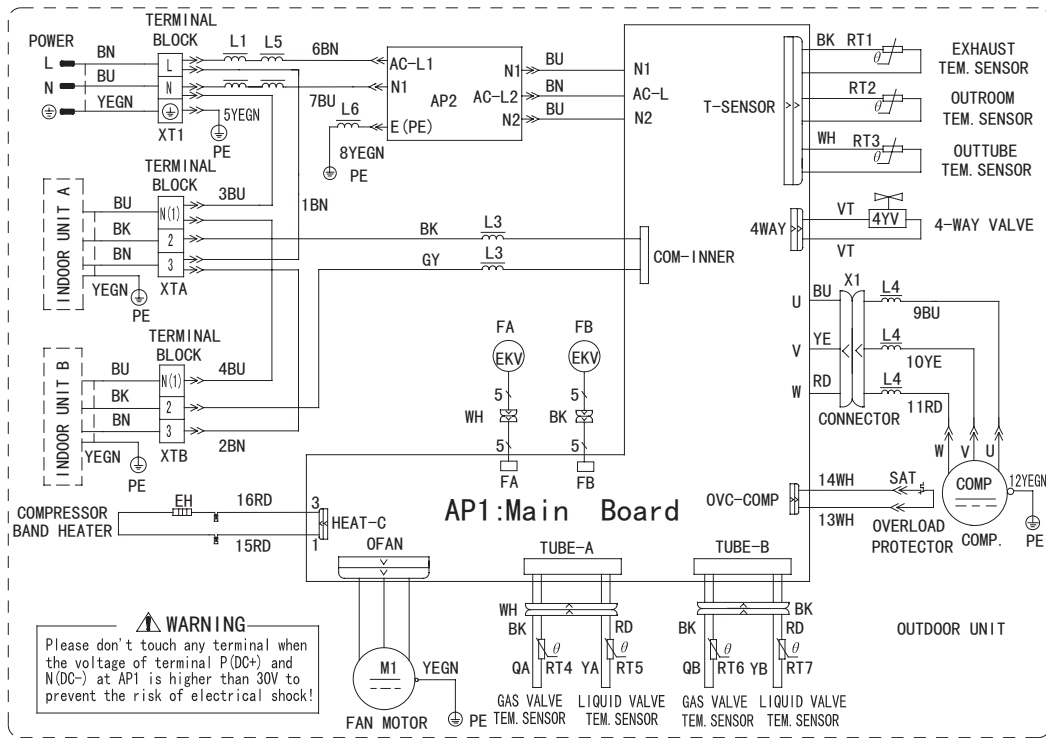 POWER
TERMINAL
BLOCK
L
BN
N
BU
YEGN
L
N
XT1
5YEGN
PE
L1
L5
6BN
7BU
L6
8YEGN
PE
AC-L1
N1
E(PE)
AP2
N1
AC-L2
N2
BU
BN
BU
N1
AC-L
N2
T-SENSOR
BK
RT1
θ
EXHAUST
TEM. SENSOR
RT2
θ
OUTROOM
TEM. SENSOR
WH
RT3
θ
OUTTUBE
TEM. SENSOR
4WAY
VT
4YV
VT
4-WAY VALVE
INDOOR UNIT A
BU
BK
BN
YEGN
PE
TERMINAL
BLOCK
N(1)
2
3
XTA
3BU
1BN
BK
L3
GY
L3
COM-INNER
INDOOR UNIT B
BU
BK
BN
YEGN
PE
TERMINAL
BLOCK
N(1)
2
3
XTB
4BU
2BN
FA
EKV
5
WH
5
FA
FB
EKV
5
BK
5
FB
U
BU
V
YE
W
RD
X1
CONNECTOR
L4
9BU
L4
10YE
L4
11RD
W
V
U
COMP
COMP.
12YEGN
PE
OVC-COMP
14WH
SAT
13WH
OVERLOAD
PROTECTOR
COMPRESSOR
BAND HEATER
EH
16RD
15RD
3
1
HEAT-C
AP1:Main Board
OFAN
M1
YEGN
PE
FAN MOTOR
TUBE-A
WH
BK
RD
θ
θ
QA
RT4
YA
RT5
GAS VALVE
TEM. SENSOR
LIQUID VALVE
TEM. SENSOR
TUBE-B
BK
BK
RD
θ
θ
QB
RT6
YB
RT7
GAS VALVE
TEM. SENSOR
LIQUID VALVE
TEM. SENSOR
OUTDOOR UNIT
WARNING
Please don't touch any terminal when
the voltage of terminal P(DC+) and
N(DC-) at AP1 is higher than 30V to
prevent the risk of electrical shock!